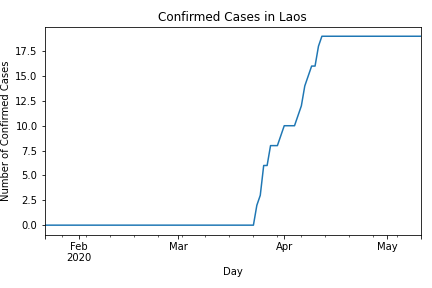 Confirmed Cases in Laos
Number of Confirmed Cases
17.5
15.0
12.5
10.0
7.5
5.0
2.5
0.0
Feb
2020
Mar
Apr
May
Day